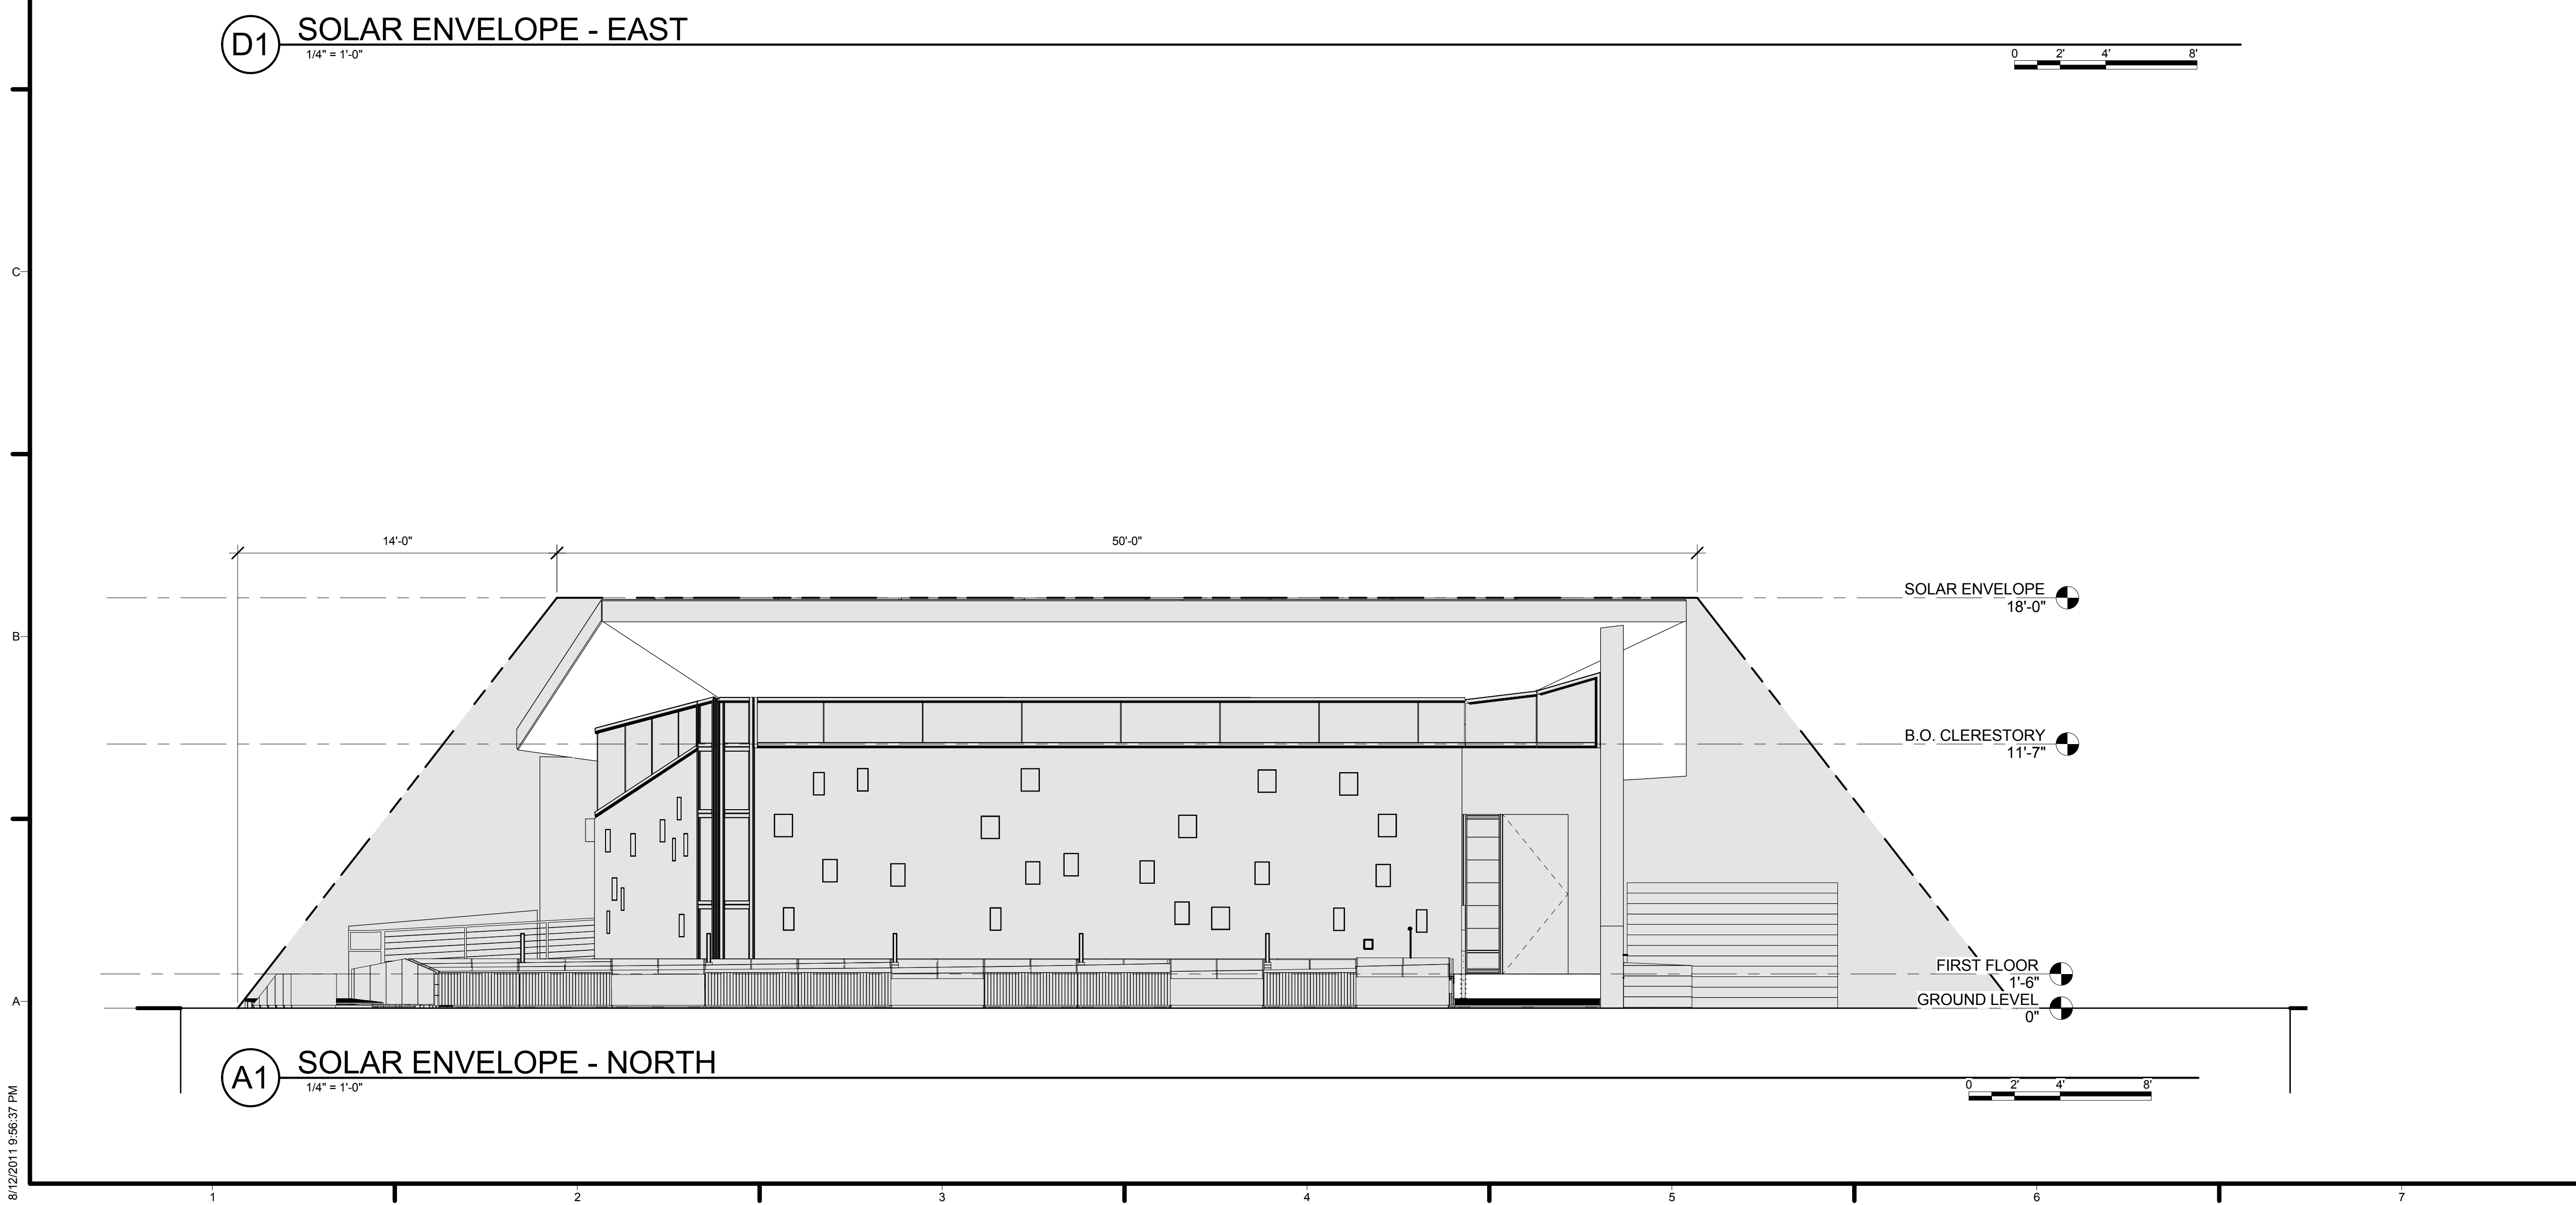 D1 SOLAR ENVELOPE - EAST
1/4" = 1'-0"
0 2' 4' 8'
C
14'-0" 50'-0"
SOLAR ENVELOPE
18'-0"
B
B.O. CLERESTORY
11'-7"
FIRST FLOOR
1'-6"
A
GROUND LEVEL
0"
A1 SOLAR ENVELOPE - NORTH
1/4" = 1'-0"
0 2' 4' 8'
8/12/2011 9:56:37 PM
1 2 3 4 5 6 7